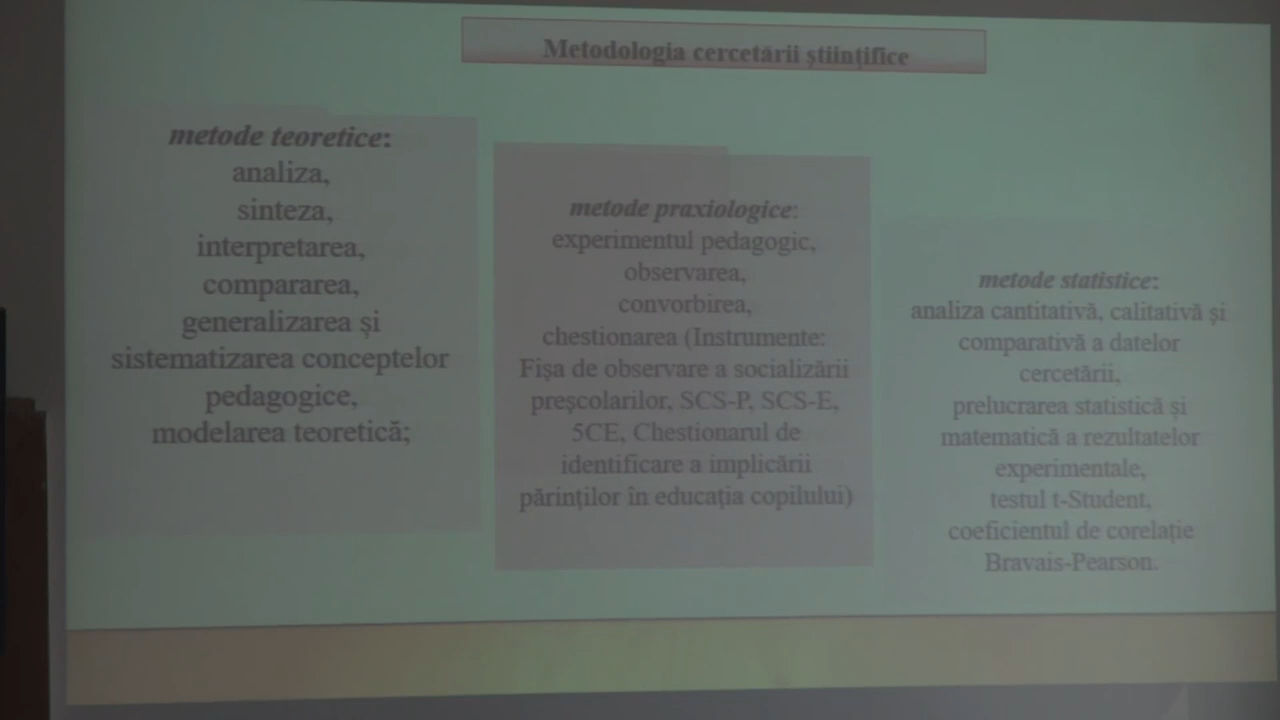 Metodologia cercetării științifice
metode teoretice:
analiza,
sinteza,
interpretarea,
compararea,
generalizarea și
sistematizarea conceptelor
pedagogice,
modelarea teoretică;
metode praxiologice:
experimentul pedagogic,
observarea,
convorbirea,
chestionarea (Instrumente:
Fișa de observare a socializării
preșcolarilor, SCS-P, SCS-E,
5CE, Chestionarul de
identificare a implicării
părinților în educația copilului)
metode statistice:
analiza cantitativă, calitativă și
comparativă a datelor
cercetării,
prelucrarea statistică și
matematică a rezultatelor
experimentale,
testul t-Student,
coeficientul de corelație
Bravais-Pearson.